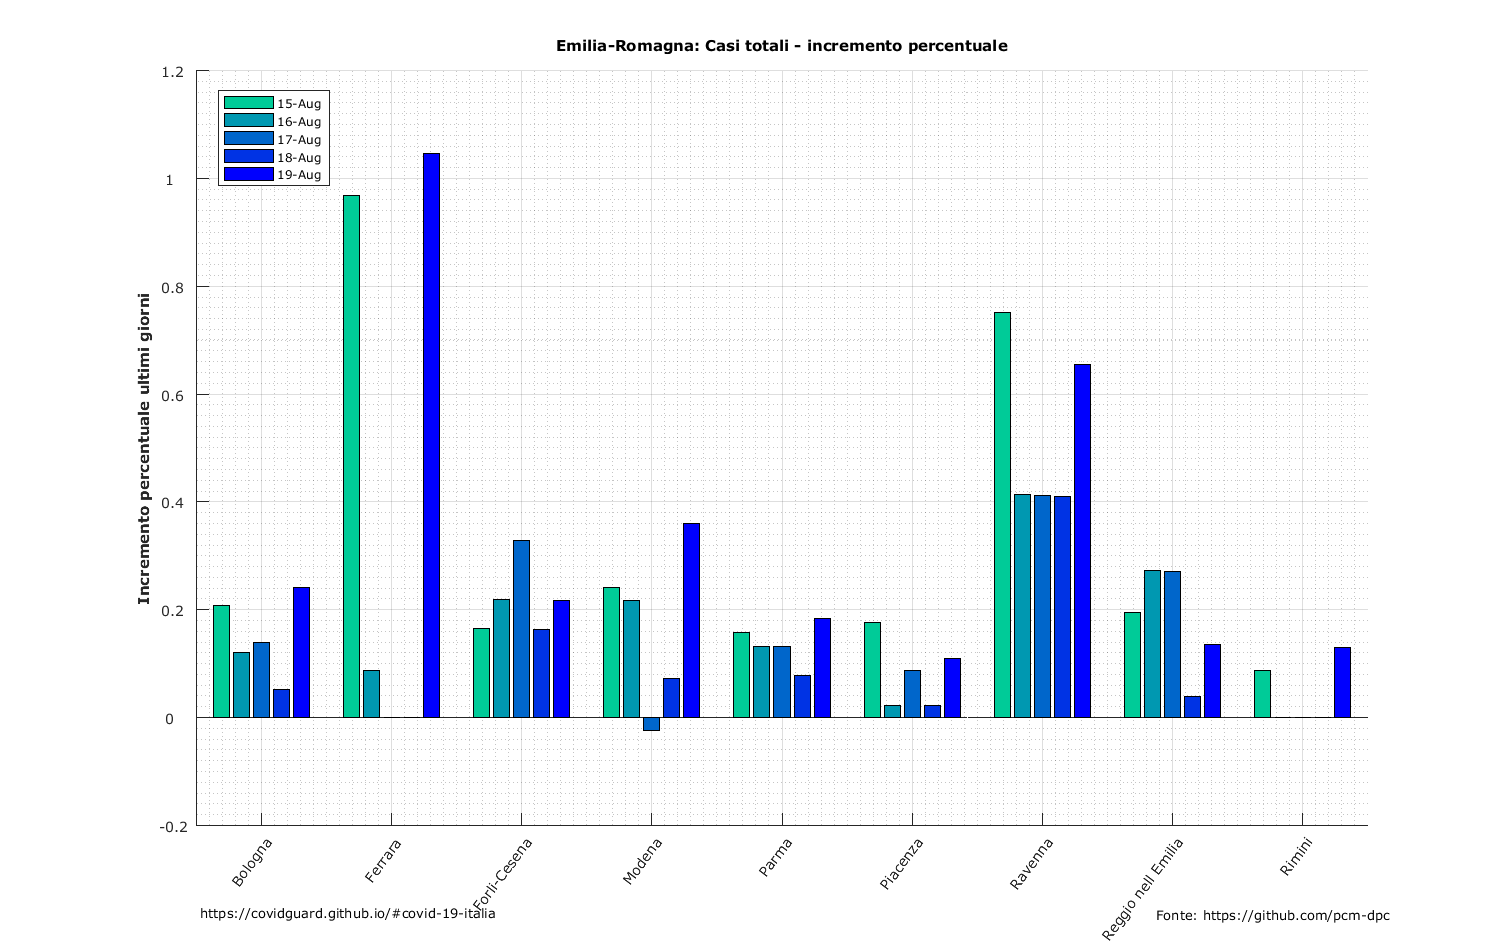 Emilia-Romagna: Casi totali - incremento percentuale
1.2
1
0.8
0.6
0.4
0.2
0
-0.2
Incremento percentuale ultimi giorni
15-Aug
16-Aug
17-Aug
18-Aug
19-Aug
Bologna
Ferrara
Forlì-Cesena
Modena
Parma
Piacenza
Ravenna
Reggio nell Emilia
Rimini
https://covidguard.github.io/#covid-19-italia
Fonte: https://github.com/pcm-dpc